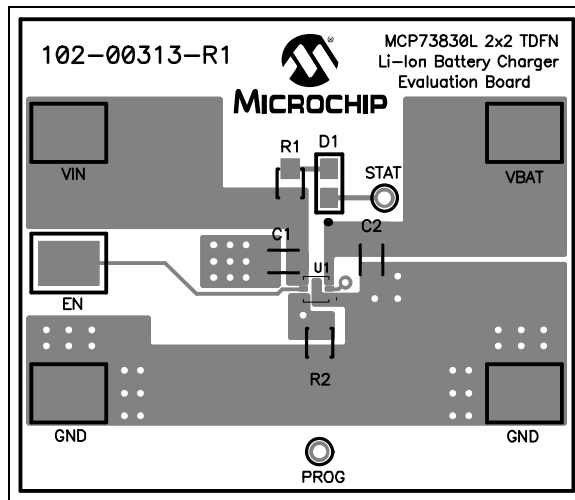 102-00313-R1
MICROCHIP
MCP73830L 2x2 TDFN
Li-Ion Battery Charger
Evaluation Board
VIN
R1
D1
STAT
VBAT
C1
C2
EN
U1
R2
GND
GND
PROG